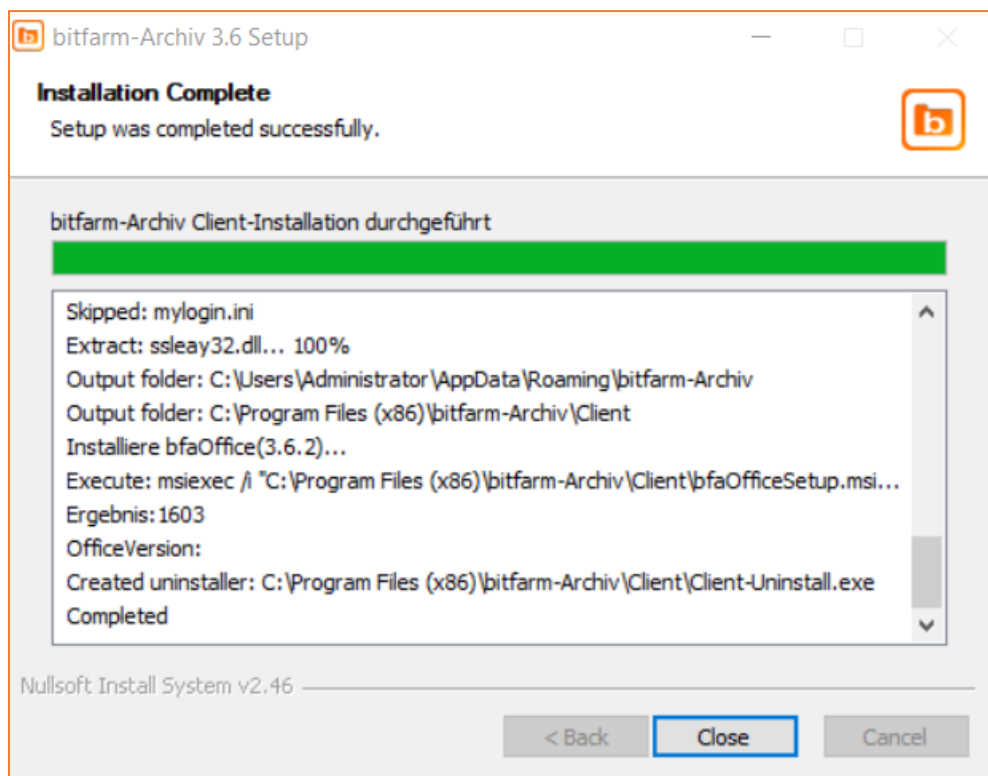 bitfarm-Archiv 3.6 Setup
Installation Complete
Setup was completed successfully.
b
bitfarm-Archiv Client-Installation durchgeführt
Skipped: mylogin.ini
Extract: ssleay32.dll... 100%
Output folder: C:\Users\Administrator\AppData\Roaming\bitfarm-Archiv
Output folder: C:\Program Files (x86)\bitfarm-Archiv\Client
Installiere bfaOffice(3.6.2)...
Execute: msiexec /i "C:\Program Files (x86)\bitfarm-Archiv\Client\bfaOfficeSetup.msi...
Ergebnis: 1603
OfficeVersion:
Created uninstaller: C:\Program Files (x86)\bitfarm-Archiv\Client\Client-Uninstall.exe
Completed
Nullsoft Install System v2.46
< Back Close Cancel